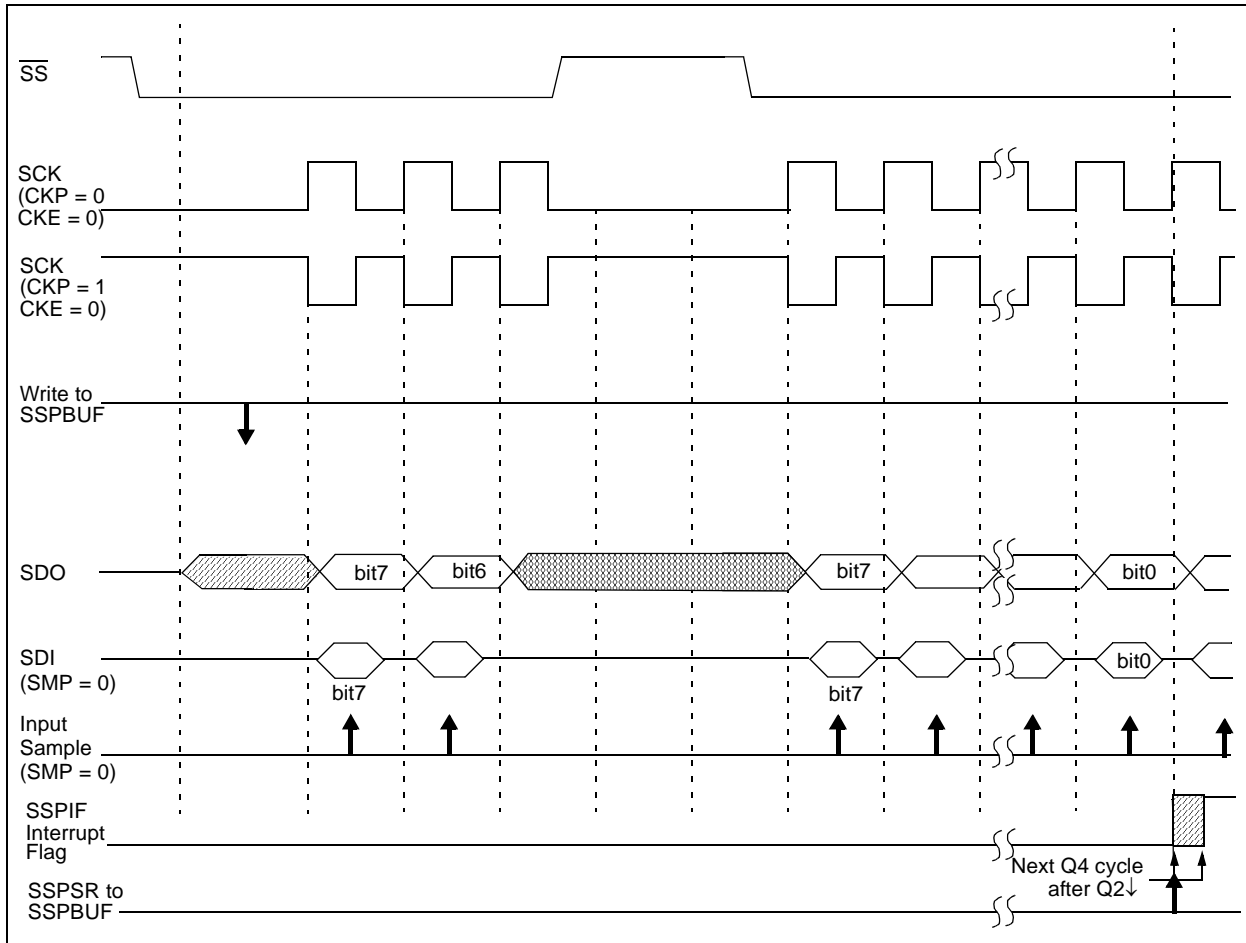 SS
SCK
(CKP = 0
CKE = 0)
SCK
(CKP = 1
CKE = 0)
Write to
SSPBUF
SDO
bit7
bit6
bit7
bit0
SDI
(SMP = 0)
bit7
bit7
bit0
Input
Sample
(SMP = 0)
SSPIF
Interrupt
Flag
Next Q4 cycle
after Q2↓
SSPSR to
SSPBUF